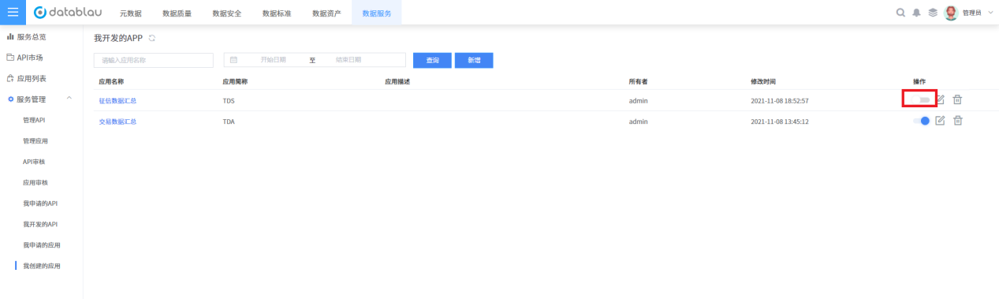 datablau 元数据 数据质量 数据安全 数据标准 数据资产 数据服务 管理员
服务总览
API市场
应用列表
服务管理
管理API
管理应用
API审核
应用审核
我申请的API
我开发的API
我申请的应用
我创建的应用
我开发的APP
请输入应用名称 开始日期 至 结束日期 查询 新增
应用名称 应用简称 应用描述 所有者 修改时间 操作
征信数据汇总 TDS admin 2021-11-08 18:52:57
交易数据汇总 TDA admin 2021-11-08 13:45:12